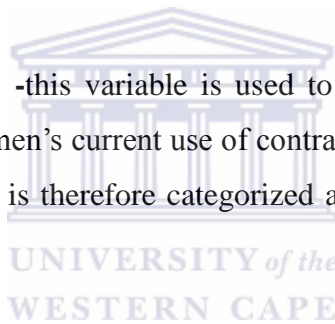 -this variable is used to
men's current use of contra
is therefore categorized a
UNIVERSITY of the
WESTERN CAPE